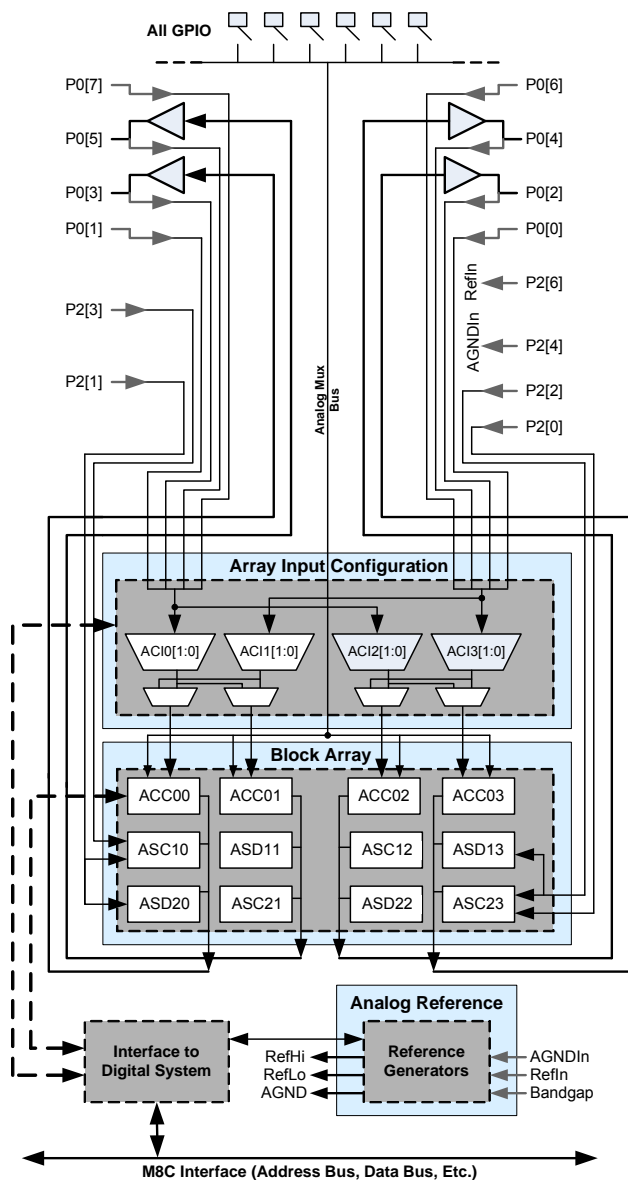 All GPIO
P0[7]
P0[6]
P0[5]
P0[4]
P0[3]
P0[2]
P0[1]
P0[0]
RefIn
P2[6]
P2[3]
AGNDIn
P2[4]
P2[1]
P2[2]
P2[0]
Analog Mux
Bus
Array Input Configuration
ACI0[1:0]
ACI1[1:0]
ACI2[1:0]
ACI3[1:0]
Block Array
ACC00
ACC01
ACC02
ACC03
ASC10
ASD11
ASC12
ASD13
ASD20
ASC21
ASD22
ASC23
Analog Reference
Interface to
Digital System
RefHi
RefLo
AGND
Reference
Generators
AGNDIn
RefIn
Bandgap
M8C Interface (Address Bus, Data Bus, Etc.)